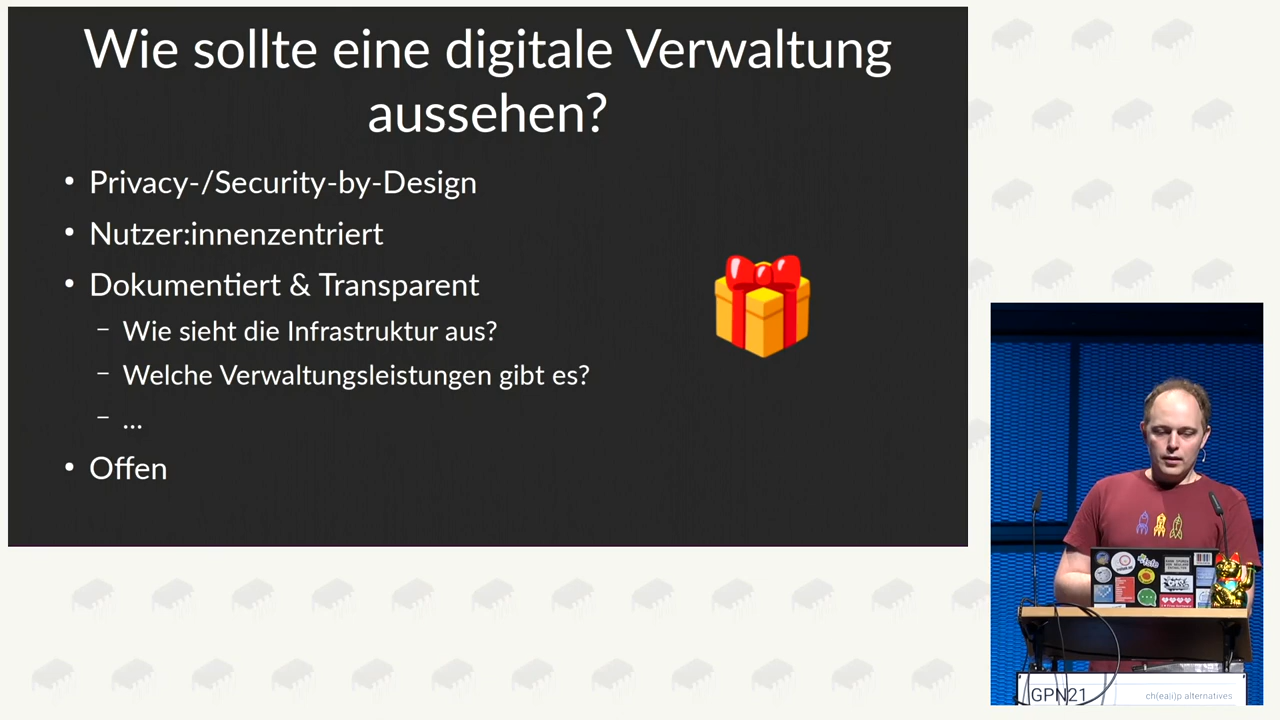 Wie sollte eine digitale Verwaltung
aussehen?
• Privacy-/Security-by-Design
• Nutzer:innenzentriert
• Dokumentiert & Transparent
– Wie sieht die Infrastruktur aus?
– Welche Verwaltungsleistungen gibt es?
– ...
• Offen
GPN21
ch(ea|i)p alternatives